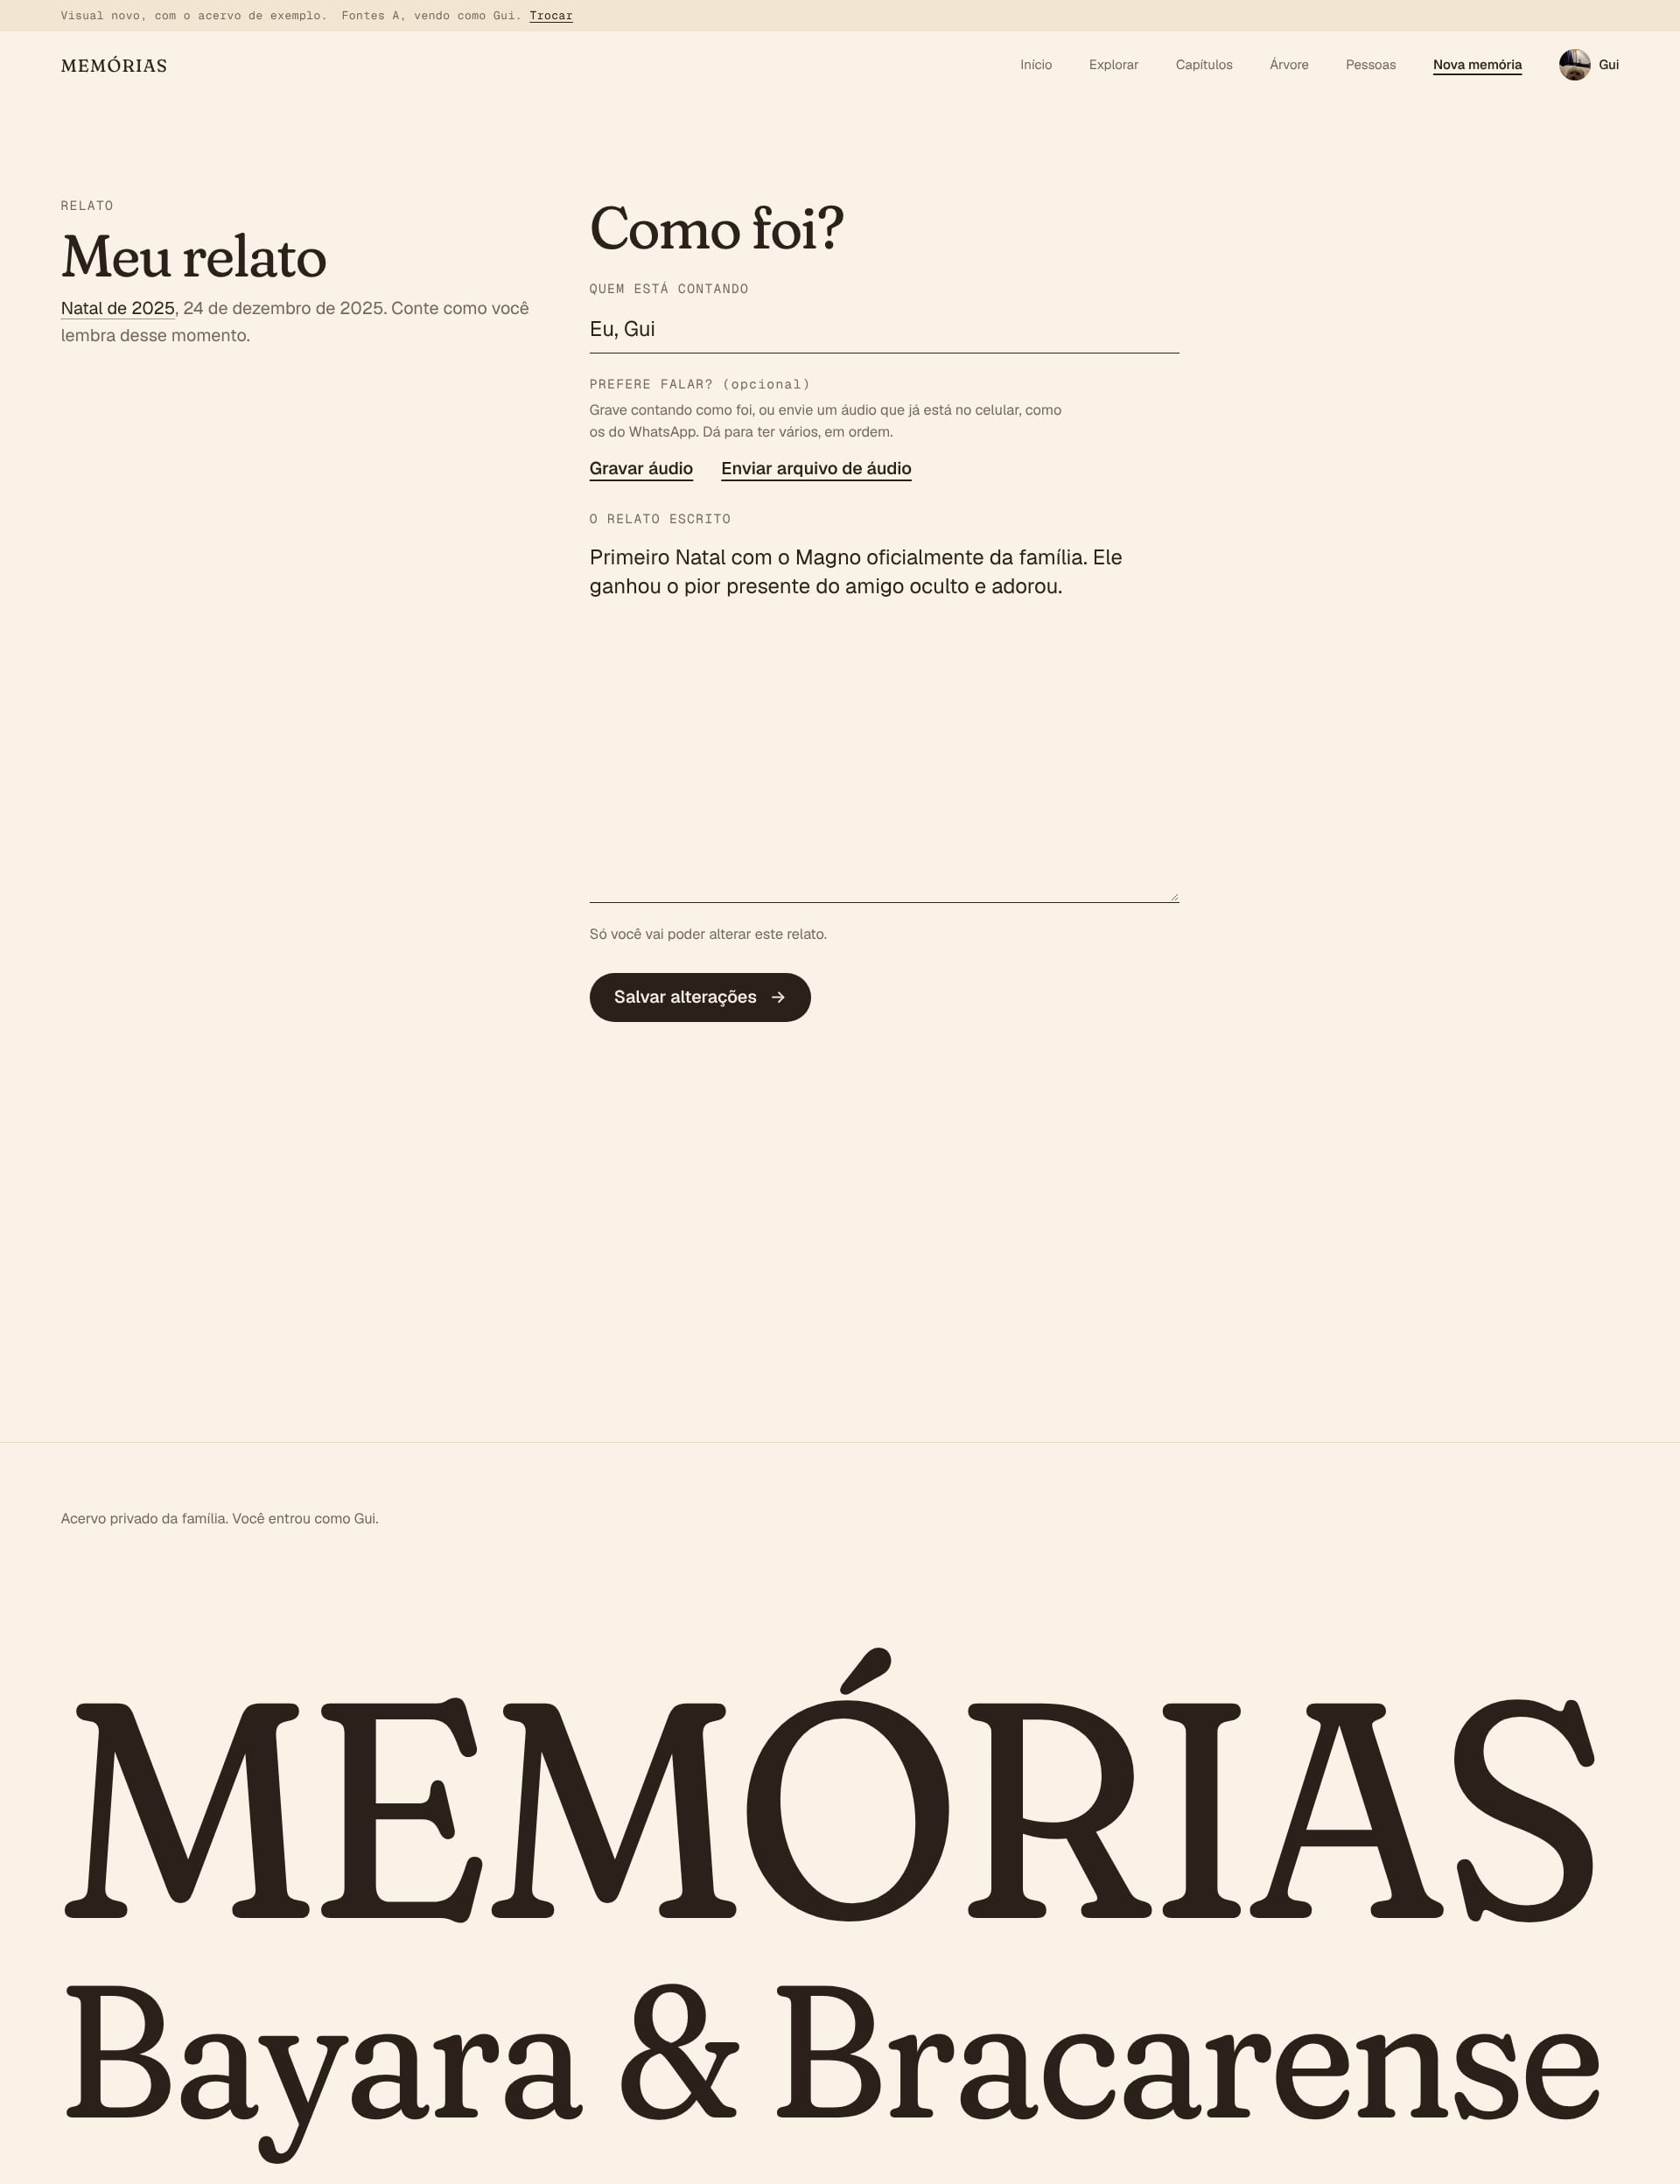 Visual novo, com o acervo de exemplo. Fontes A, vendo como Gui. Trocar
MEMÓRIAS
Início Explorar Capítulos Árvore Pessoas Nova memória Gui
RELATO
Meu relato
Natal de 2025, 24 de dezembro de 2025. Conte como você
lembra desse momento.
Como foi?
QUEM ESTÁ CONTANDO
Eu, Gui
PREFERE FALAR? (opcional)
Grave contando como foi, ou envie um áudio que já está no celular, como
os do WhatsApp. Dá para ter vários, em ordem.
Gravar áudio Enviar arquivo de áudio
O RELATO ESCRITO
Primeiro Natal com o Magno oficialmente da família. Ele
ganhou o pior presente do amigo oculto e adorou.
Só você vai poder alterar este relato.
Salvar alterações →
Acervo privado da família. Você entrou como Gui.
MEMÓRIAS
Bayara & Bracarense